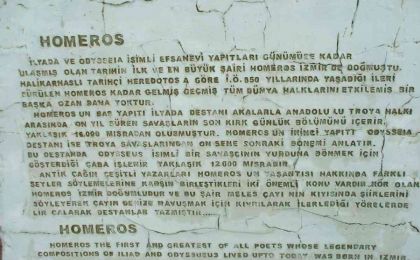 HOMEROS
İLYADA VE ODYSSEIA İSİMLİ EFSANEVİ YAPITLARI GÜNÜMÜZE KADAR
ULAŞMIŞ OLAN TARİHİN İLK VE EN BÜYÜK ŞAİRİ HOMEROS İZMİR DE DOĞMUŞTU.
HALİKARNASLI TARİHÇİ HEREDOTOS A GÖRE İ.Ö. 850 YILLARINDA YAŞADIĞI İLERİ
SÜRÜLEN HOMEROS KADAR GELMİŞ GEÇMİŞ TÜM DÜNYA HALKLARINI ETKİLEMİŞ BİR
BAŞKA OZAN DAHA YOKTUR.
HOMEROS UN BAŞ YAPITI İLYADA DESTANI AKALARLA ANADOLU LU TROYA HALKI
ARASINDA ON YIL SÜREN SAVAŞLARIN SON KIRK GÜNLÜK BÖLÜMÜNÜ İÇERİR.
YAKLAŞIK 16.000 MISRADAN OLUŞMUŞTUR. HOMEROS UN İKİNCİ YAPITI ODYSSEIA
DESTANI İSE TROYA SAVAŞLARINDAN ON SENE SONRAKİ DÖNEMİ ANLATIR.
BU DESTANDA ODYSSEUS İSİMLİ BİR SAVAŞÇININ YURDUNA DÖNMEK İÇİN
GÖSTERDİĞİ ÇABA İŞLENİR YAKLAŞIK 12.000 MISRADIR.
ANTİK ÇAĞIN ÇEŞİTLİ YAZARLARI HOMEROS UN YAŞANTISI HAKKINDA FARKLI
ŞEYLER SÖYLEMELERİNE KARŞIN BİRLEŞTİKLERİ İKİ ÖNEMLİ KONU VARDIR. KÖR OLAN
HOMEROS İZMİR DOĞUMLUDUR VE BU ŞAİR MELES ÇAYI NIN KIYISINDA ŞİİRLERİNİ
SÖYLEYEREK ÇAYIN DENİZE KAVUŞMAK İÇİN KIVRILARAK İLERLEDİĞİ YÖRELERDE
LİR ÇALARAK DESTANLAR YAZMIŞTIR....
HOMEROS
HOMEROS THE FIRST AND GREATEST OF ALL POETS WHOSE LEGENDARY
COMPOSITIONS OF ILIAD AND ODYSSEUS LIVED UPTO TODAY WAS BORN IN IZMIR